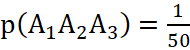 p(A₁A₂A₃) = 1/50